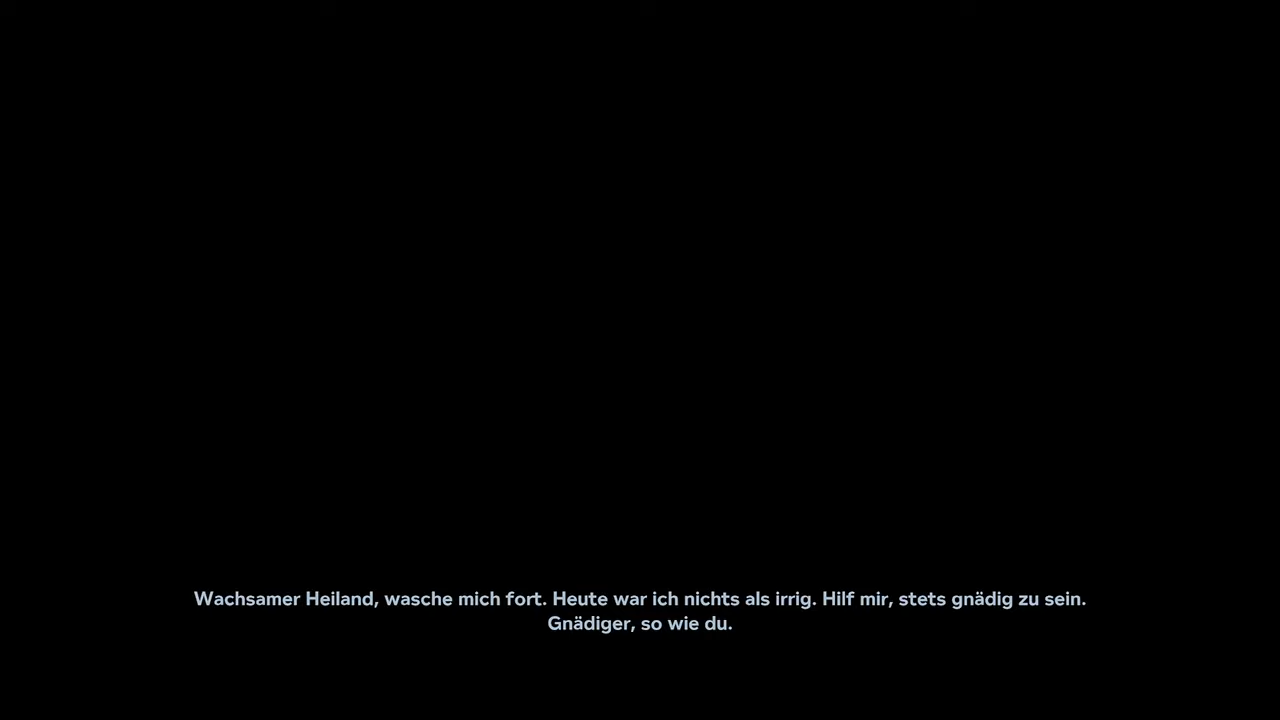 Wachsamer Heiland, wasche mich fort. Heute war ich nichts als irrig. Hilf mir, stets gnädig zu sein.
Gnädiger, so wie du.